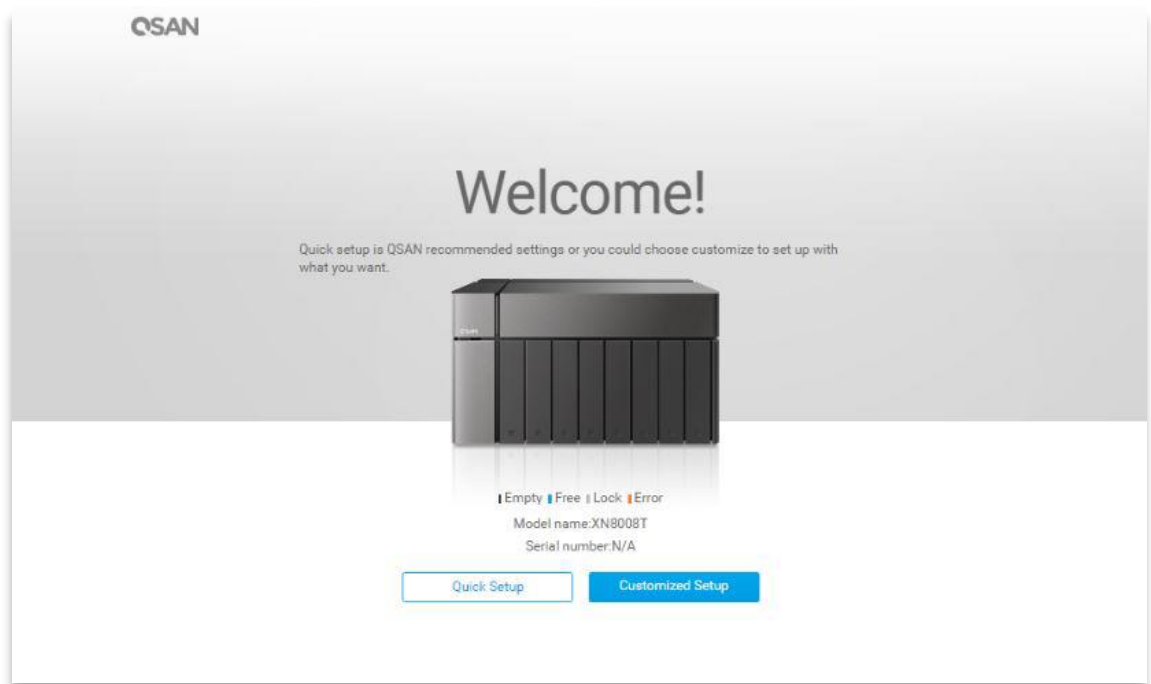 QSAN
Welcome!
Quick setup is QSAN recommended settings or you could choose customize to set up with
what you want.
QSAN
Empty Free Lock Error
Model name:XN8008T
Serial number:N/A
Quick Setup Customized Setup